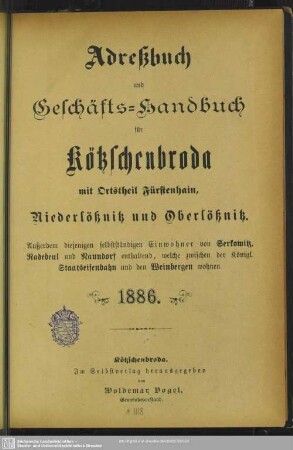 Adreßbuch
und
Geschäfts-Handbuch
für
Kötzschenbroda
mit Ortstheil Fürstenhain,
Niederlößnitz und Oberlößnitz.
Außerdem diejenigen selbstständigen Einwohner von Serkowitz,
Radebeul und Naundorf enthaltend, welche zwischen der Königl.
Staatseisenbahn und den Weinbergen wohnen.
1886.
Kötzschenbroda.
Im Selbstverlag herausgegeben
von
Woldemar Vogel,